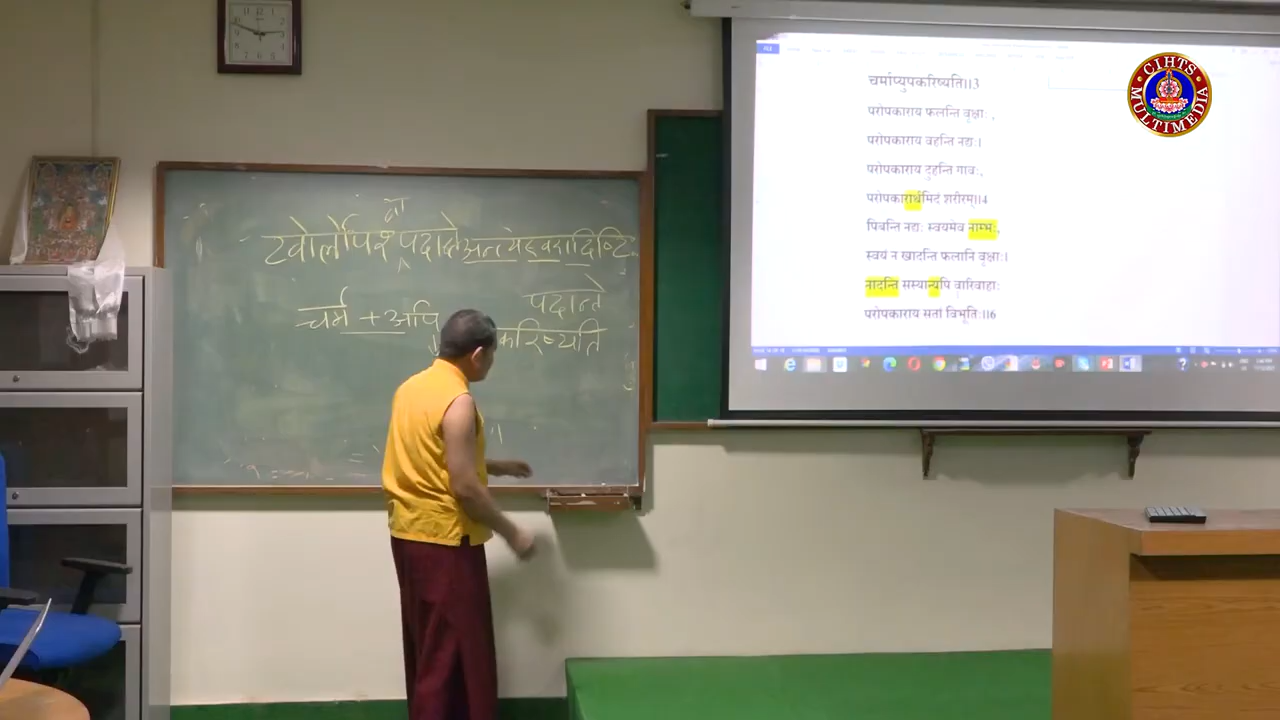 चर्माप्युपकरिष्यति।।3
परोपकाराय फलन्ति वृक्षाः ,
परोपकाराय वहन्ति नद्यः।
परोपकाराय दुहन्ति गावः,
परोपकारार्थमिदं शरीरम्।।4
पिबन्ति नद्यः स्वयमेव नाम्भः,
स्वयं न खादन्ति फलानि वृक्षाः।
नादन्ति सस्यान्यपि वारिवाहाः
परोपकाराय सतां विभूतिः।।6
पदान्ते
चर्म + अपि
करिष्यति
CIHTS
MULTIMEDIA